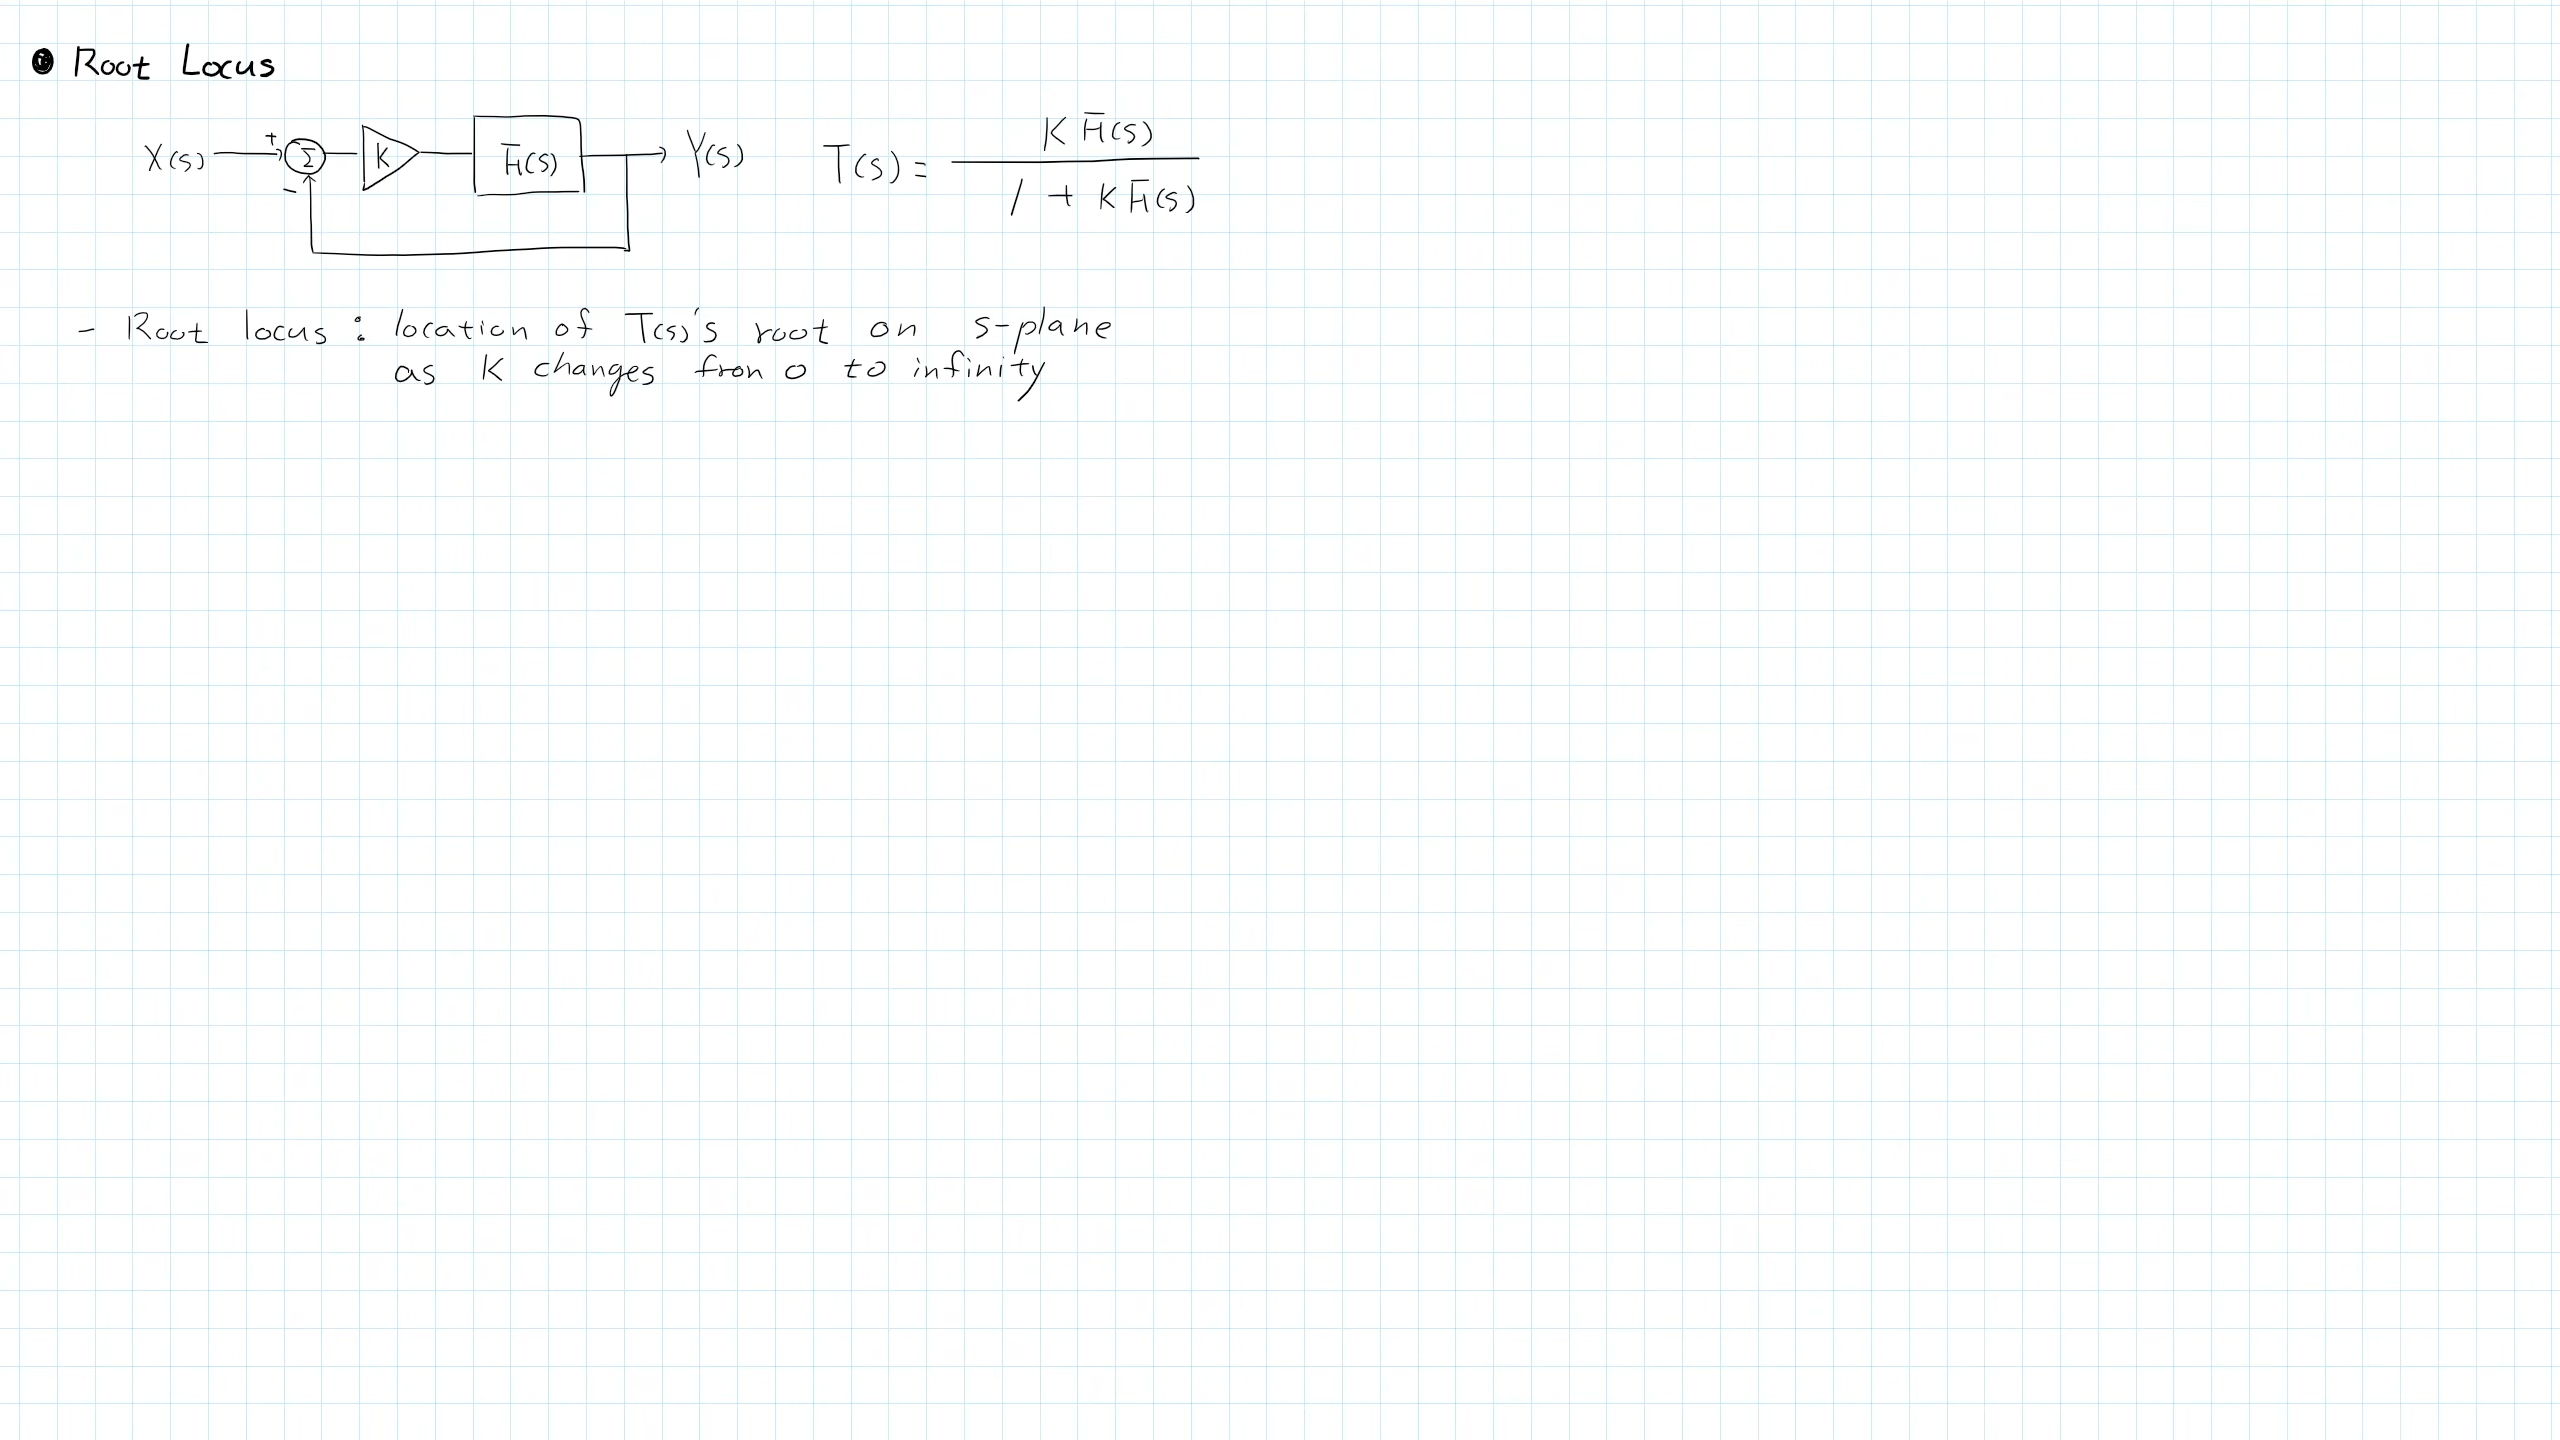 Root Locus
X(s) + Σ - K H̄(s) Y(s)
T(s) = K H̄(s) / 1 + K H̄(s)
- Root locus : location of T(s)'s root on s-plane
as K changes fron 0 to infinity